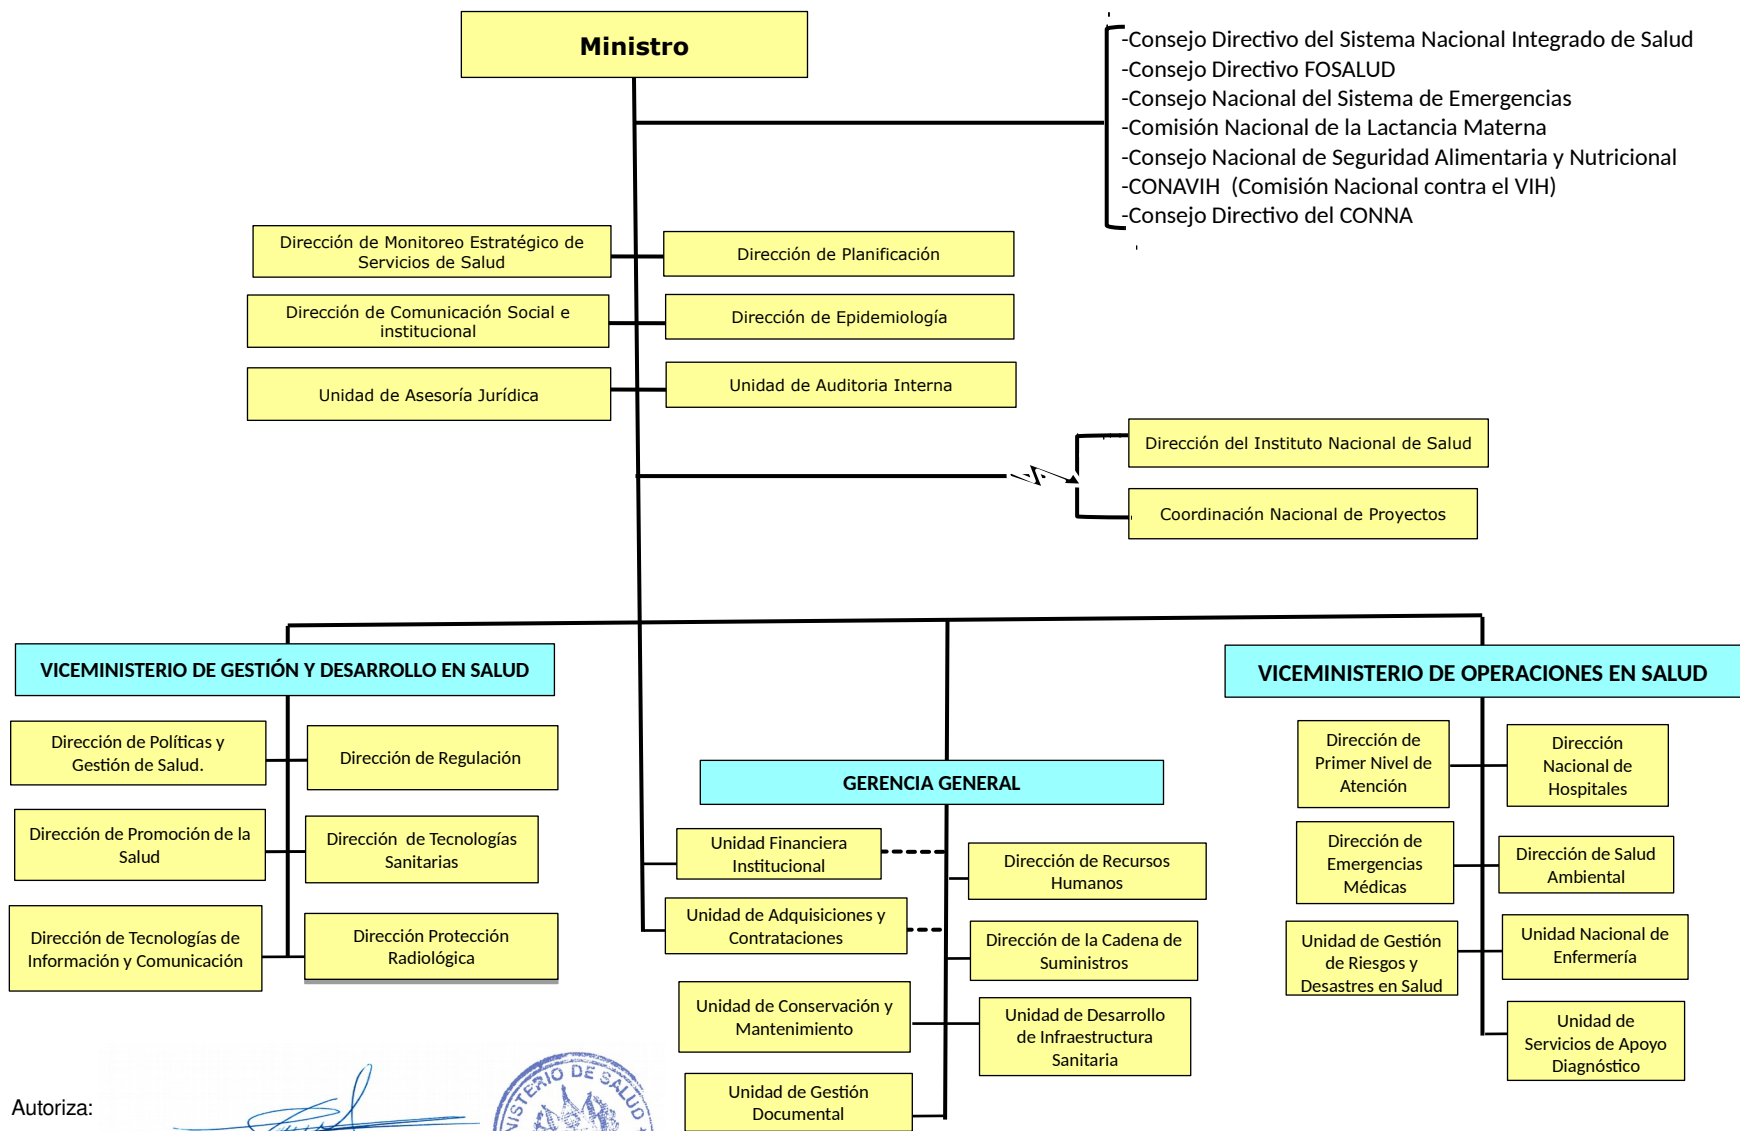 Ministro
-Consejo Directivo del Sistema Nacional Integrado de Salud
-Consejo Directivo FOSALUD
-Consejo Nacional del Sistema de Emergencias
-Comisión Nacional de la Lactancia Materna
-Consejo Nacional de Seguridad Alimentaria y Nutricional
-CONAVIH  (Comisión Nacional contra el VIH)
-Consejo Directivo del CONNA
Dirección de Monitoreo Estratégico de
Servicios de Salud
Dirección de Planificación
Dirección de Comunicación Social e
institucional
Dirección de Epidemiología
Unidad de Asesoría Jurídica
Unidad de Auditoria Interna
Dirección del Instituto Nacional de Salud
Coordinación Nacional de Proyectos
VICEMINISTERIO DE GESTIÓN Y DESARROLLO EN SALUD
Dirección de Políticas y
Gestión de Salud.
Dirección de Regulación
Dirección de Promoción de la
Salud
Dirección  de Tecnologías
Sanitarias
Dirección de Tecnologías de
Información y Comunicación
Dirección Protección
Radiológica
GERENCIA GENERAL
Unidad Financiera
Institucional
Dirección de Recursos
Humanos
Unidad de Adquisiciones y
Contrataciones
Dirección de la Cadena de
Suministros
Unidad de Conservación y
Mantenimiento
Unidad de Desarrollo
de Infraestructura
Sanitaria
Unidad de Gestión
Documental
VICEMINISTERIO DE OPERACIONES EN SALUD
Dirección de
Primer Nivel de
Atención
Dirección
Nacional de
Hospitales
Dirección de
Emergencias
Médicas
Dirección de Salud
Ambiental
Unidad de Gestión
de Riesgos y
Desastres en Salud
Unidad Nacional de
Enfermería
Unidad de
Servicios de Apoyo
Diagnóstico
Autoriza:
NISTERIO DE SALUD